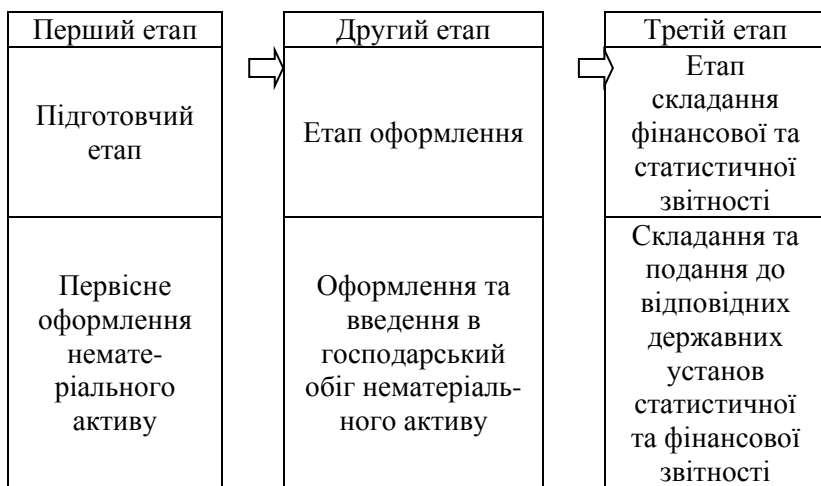 Перший етап
Підготовчий
етап
Первісне
оформлення
немате-
ріального
активу
Другий етап
Етап оформлення
Оформлення та
введення в
господарський
обіг нематеріаль-
ного активу
Третій етап
Етап
складання
фінансової та
статистичної
звітності
Складання та
подання до
відповідних
державних
установ
статистичної
та фінансової
звітності